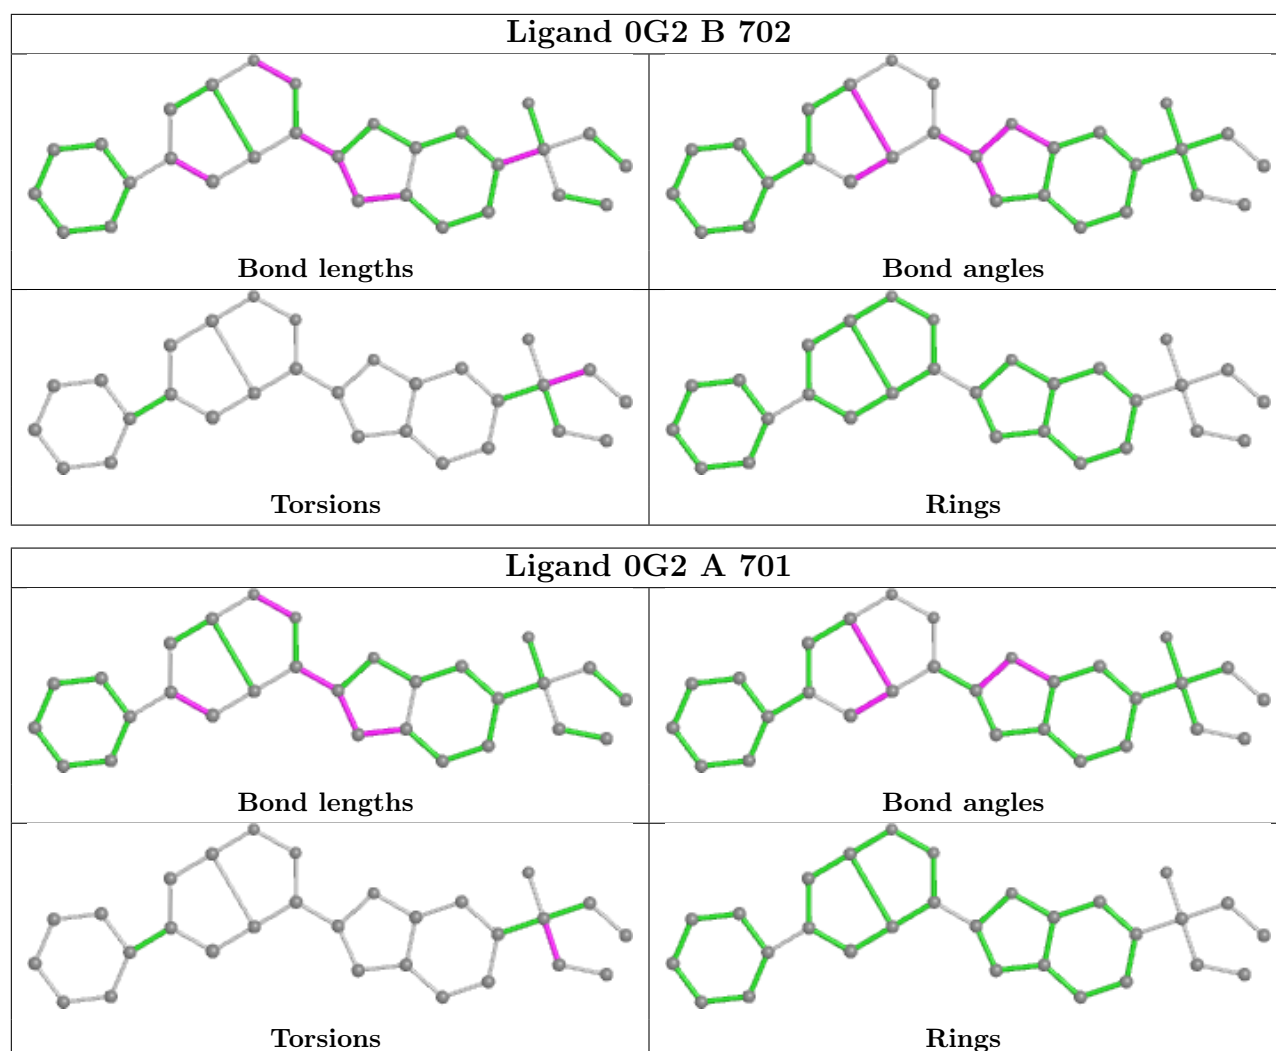 Ligand 0G2 B 702
Bond lengths
Bond angles
Torsions
Rings
Ligand 0G2 A 701
Bond lengths
Bond angles
Torsions
Rings